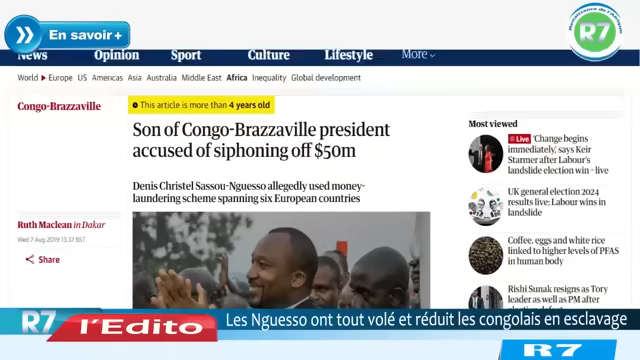 En savoir+
R7
News Opinion Sport Culture Lifestyle More
World Europe US Americas Asia Australia Middle East Africa Inequality Global development
Congo-Brazzaville
This article is more than 4 years old
Son of Congo-Brazzaville president
accused of siphoning off $50m
Denis Christel Sassou-Nguesso allegedly used money-
laundering scheme spanning six European countries
Ruth Maclean in Dakar
Wed 7 Aug 2019 13.37 BST
Share
Most viewed
Live 'Change begins
immediately,' says Keir
Starmer after Labour's
landslide election win – live
UK general election 2024
results live; Labour wins in
landslide
Coffee, eggs and white rice
linked to higher levels of PFAS
in human body
Rishi Sunak resigns as Tory
leader as well as PM after
R7 l'Edito
Les Nguesso ont tout volé et réduit les congolais en esclavage
R7